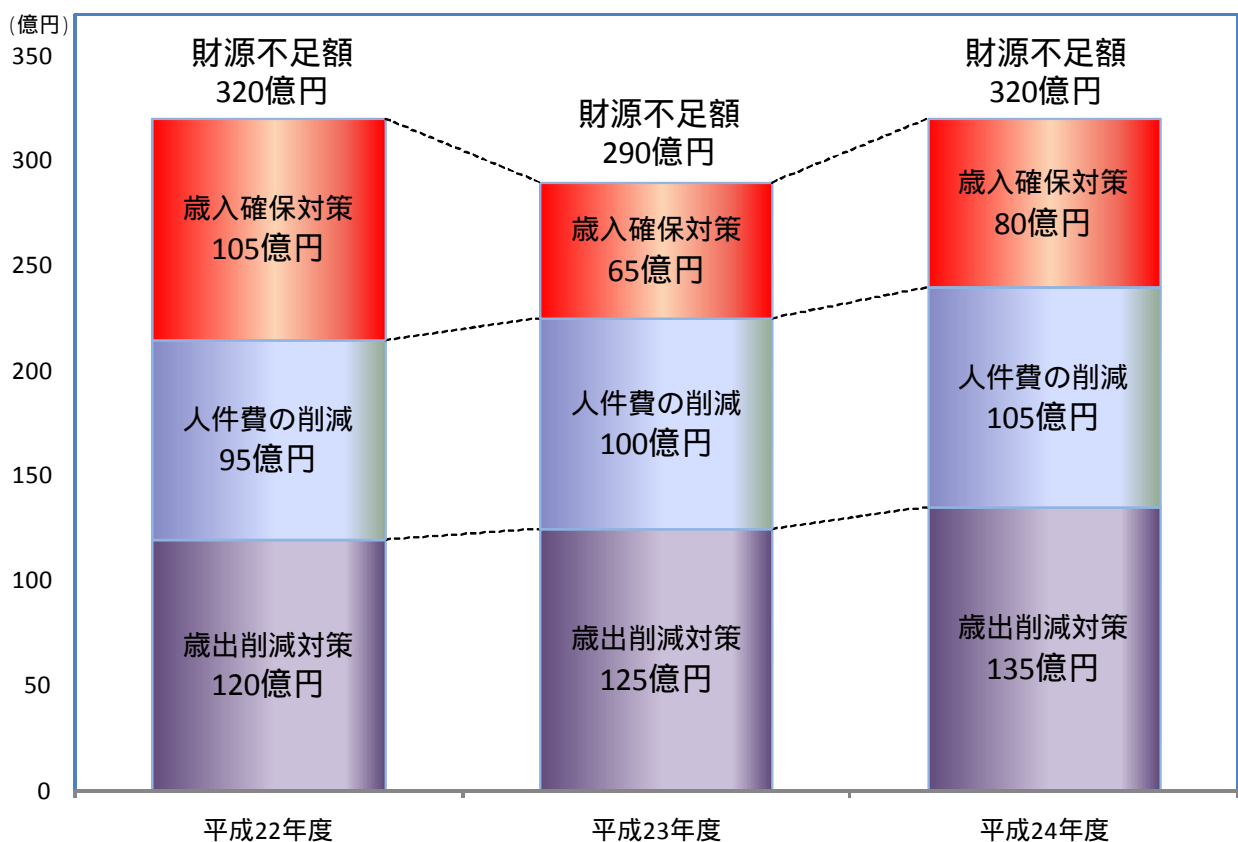 (億円)
350
300
250
200
150
100
50
0
財源不足額
320億円
歳入確保対策
105億円
人件費の削減
95億円
歳出削減対策
120億円
平成22年度
財源不足額
290億円
歳入確保対策
65億円
人件費の削減
100億円
歳出削減対策
125億円
平成23年度
財源不足額
320億円
歳入確保対策
80億円
人件費の削減
105億円
歳出削減対策
135億円
平成24年度